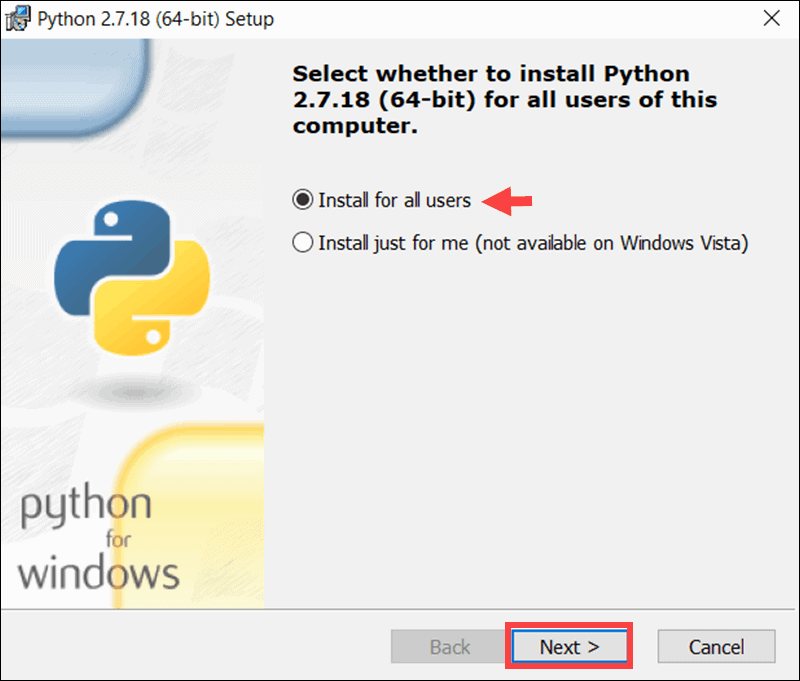 Python 2.7.18 (64-bit) Setup
Select whether to install Python
2.7.18 (64-bit) for all users of this
computer.
Install for all users
Install just for me (not available on Windows Vista)
python
for
windows
Back
Next >
Cancel